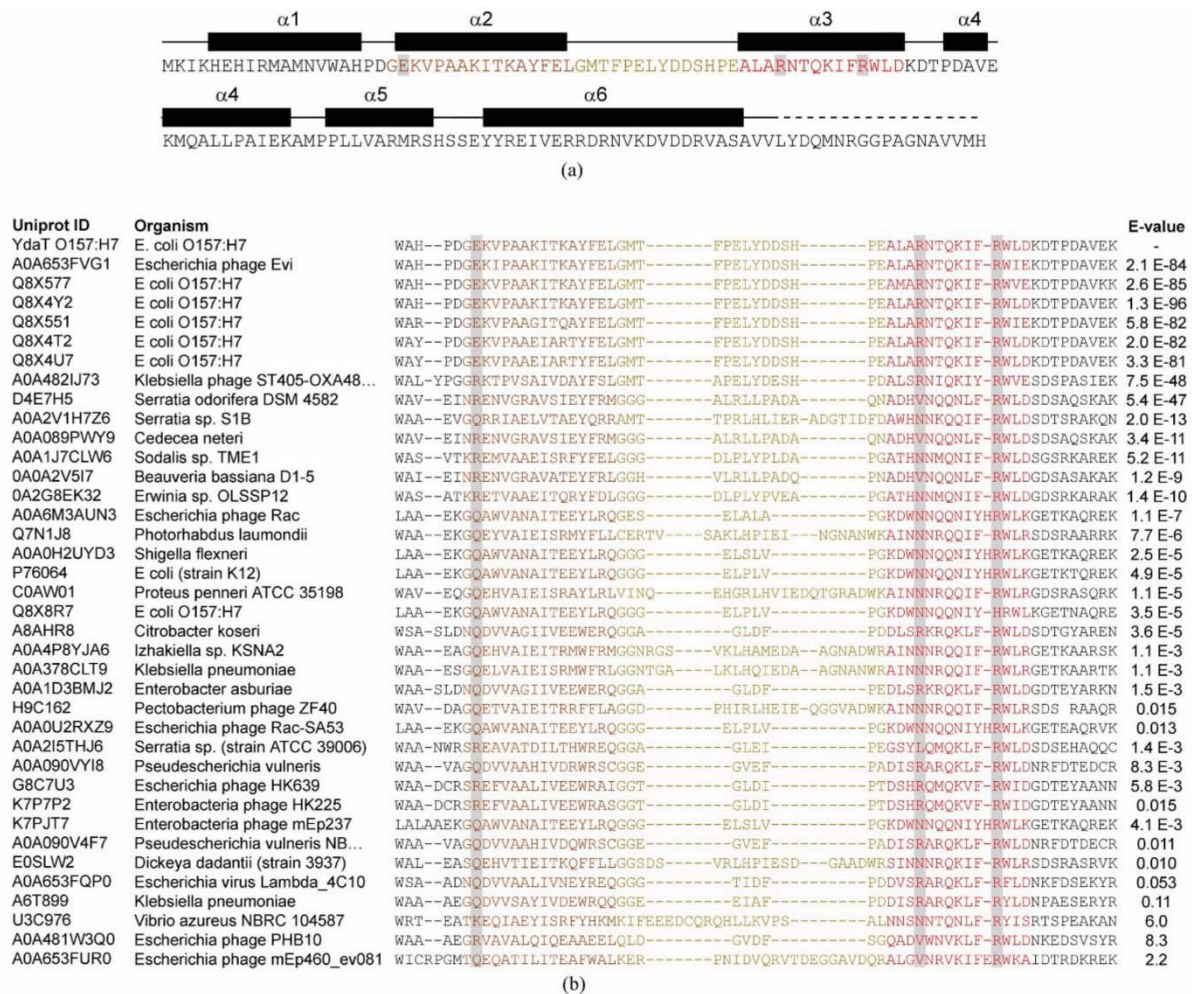 α1 α2 α3 α4
MKIKHEHIRMAMNVWAHPDGEKVPAAKITKAYFELGMTFPELYDDSHPEALARNTQKIFRWLDKDTPDAVE
α4 α5 α6
KMQALLPAIEKAMPPLLVARMRSHSSEYYREIVERRDRNVKDVDDRVASAVVLYDQMNRGGPAGNAVVMH
(a)
Uniprot ID Organism E-value
YdaT O157:H7 E. coli O157:H7 WAH--PDGEKVPAAKITKAYFELGMT-------FPELYDDSH-------PEALARNTQKIF-RWLDKDTPDAVEK -
A0A653FVG1 Escherichia phage Evi WAH--PDGEKIPAAKITKAYFELGMT-------FPELYDDSH-------PEALARNTQKIF-RWIEKDTPDAVEK 2.1 E-84
Q8X577 E coli O157:H7 WAH--PDGEKVPAAKITKAYFELGMT-------FPELYDDSH-------PEAMARNTQKIF-RWVEKDTPDAVKK 2.6 E-85
Q8X4Y2 E coli O157:H7 WAH--PDGEKVPAAKITKAYFELGMT-------FPELYDDSH-------PEALARNTQKIF-RWLDKDTPDAVEK 1.3 E-96
Q8X551 E coli O157:H7 WAR--PDGEKVPAAGITQAYFELGMT-------FPELYDDSH-------PEALARNTQKIF-RWIEKDTPDAVEK 5.8 E-82
Q8X4T2 E coli O157:H7 WAY--PDGEKVPAAEIARTYFELGMT-------FPELYDDSH-------PEALARNTQKIF-RWLDKDTPDAVEK 2.0 E-82
Q8X4U7 E coli O157:H7 WAY--PDGEKVPAAEIARTYFELGMT-------FPELYDDSH-------PEALARNTQKIF-RWLDKDTPDAVEK 3.3 E-81
A0A482IJ73 Klebsiella phage ST405-OXA48... WAL-YPGGRKTPVSAIVDAYFSLGMT-------APELYDESH-------PDALSRNIQKIY-RWVESDSPASIEK 7.5 E-48
D4E7H5 Serratia odorifera DSM 4582 WAV--EINRENVGRAVSIEYFRMGGG-------ALRLLPADA-------QNADHVNQQNLF-RWLDSDSAQSKAK 5.4 E-47
A0A2V1H7Z6 Serratia sp. S1B WAA--EVGQRRIAELVTAEYQRRAMT-------TPRLHLIER-ADGTIDFDAWHNNKQQIF-RWLDSDTSRAKQN 2.0 E-13
A0A089PWY9 Cedecea neteri WAV--EINRENVGRAVSIEYFRMGGG-------ALRLLPADA-------QNADHVNQQNLF-RWLDSDSAQSKAK 3.4 E-11
A0A1J7CLW6 Sodalis sp. TME1 WAS--VTKREMVAAEISRFYFELGGG-------DLPLYPLDA-------PGATHNNMQNIF-RWLDSGSRKARAK 5.2 E-11
0A0A2V5I7 Beauveria bassiana D1-5 WAI--EINRENVGRAVATEYFDLGGH-------VLRLLPADQ-------PNADHVNQQNLF-RWLDGDSASAKAK 1.2 E-9
0A2G8EK32 Erwinia sp. OLSSP12 WAS--ATKRETVAAEITQRYFDLGGG-------DLPLYPVEA-------PGATHNNMQNIF-RWLDGDSRKARAK 1.4 E-10
A0A6M3AUN3 Escherichia phage Rac LAA--EKGQAWVANAITEEYLRQGES-------ELALA-----------PGKDWNNQQNIYHRWLKGETKAQREK 1.1 E-7
Q7N1J8 Photorhabdus laumondii WAA--KNGQEYVAEISRMYFLLCERTV-----SAKLHPIEI--NGNANWKAINNNRQQIF-RWLRSDSRAARRK 7.7 E-6
A0A0H2UYD3 Shigella flexneri LAA--EKGQAWVANAITEEYLRQGGG-------ELSLV-----------PGKDWNNQQNIYHRWLKGETKAQREK 2.5 E-5
P76064 E coli (strain K12) LAA--EKGQAWVANAITEEYLRQGGG-------ELPLV-----------PGKDWNNQQNIYHRWLKGETKTQREK 4.9 E-5
C0AW01 Proteus penneri ATCC 35198 WAV--EQGQEYVAEISRAYLRLVINQ-------EHGRLHVIEDQTGRADWKAINNNRQNIF-RWLRGDSRASQRK 1.1 E-5
Q8X8R7 E coli O157:H7 LAA--EKGQAWVANAITEEYLRQGGG-------ELPLV-----------PGKDWNNQQNIY-HRWLKGETNAQRE 3.5 E-5
A8AHR8 Citrobacter koseri WSA-SLDNQDVVAGIIVEEWERQGGA-------GLDF------------PDDLSRKRQKLF-RWLDSDTGYAREN 3.6 E-5
A0A4P8YJA6 Izhakiella sp. KSNA2 WAA--EGGQEHVAEITRMWFRMGGNRGS----VKLHAMEDA--AGNADWRAINNNRQQIF-RWLRGETKAARSK 1.1 E-3
A0A378CLT9 Klebsiella pneumoniae WAA--ESGQELVAIEITSRMWFRLGGNTGA----LKLHQIEDA-AGNADWKAINNNRQQIF-RWLRGETKAARTK 1.1 E-3
A0A1D3BMJ2 Enterobacter asburiae WAA-SLDNQDVVAGIIVEEWERQGGA-------GLDF------------PEDLSRKRQKLF-RWLDGDTEYARKN 1.5 E-3
H9C162 Pectobacterium phage ZF40 WAV--DAGQETVAIEITRRFFLAGGD-------PHIRLHEIE-QGGVADWKAINNNRQQIF-RWLRSDS RAAQR 0.015
A0A0U2RXZ9 Escherichia phage Rac-SA53 LAA--EKGQAWVANAITEEYLRQGGG-------ELPLV-----------PGKDWNNQQNIYHRWLKGETKAQREK 0.013
A0A2I5THJ6 Serratia sp. (strain ATCC 39006) WAA-NWRSREAVATDILTHWREQGGA-------GLEI------------PEGSYLQMQKLF-RWLDSDSEHAQQC 1.4 E-3
A0A090VYI8 Pseudescherichia vulneris WAA--VAGQDVVAAHIVDRWRSCGGE-------GVEF------------PADISRARQKLF-RWLDNRFDTEDCR 8.3 E-3
G8C7U3 Escherichia phage HK639 WAA-DCRSREFVAALIVEEWRAIGGT-------GVDF------------PTDSHRQMQKVF-RWIDGDTEYAANN 5.8 E-3
K7P7P2 Enterobacteria phage HK225 WAA-DCRSREFVVALIVEEWRASGGT-------GVDF------------PTDSHRQMQKVF-RWIDGDTEYAANN 0.015
K7PJT7 Enterobacteria phage mEp237 LALAAEKGQAWVANAITEEYLRQGGG-------ELSLV-----------PGKDWNNQQNIYHRWLKGETKAQREK 4.1 E-3
A0A090V4F7 Pseudescherichia vulneris NB... WAA--VAGQDVVAAHIVDQWRSCGGE-------GVEF------------PADISRARQKLF-RWLDNRFDTDECR 0.011
E0SLW2 Dickeya dadantii (strain 3937) WAL--EASQEHVTIEITKQFFLLGGSDS-----VRLHPIESD--GAADWRSINNNRQQIF-RWLRSDSRASRVK 0.010
A0A653FQP0 Escherichia virus Lambda_4C10 WSA--ADNQDVVAALIVNEYREQGGG-------TIDF------------PDDVSRARQKLF-RFLDNKFDSEKYR 0.053
A6T899 Klebsiella pneumoniae WAA--KAGQDVVSAYIVDEWRKQGGG-------EIAF------------PDDVSRARQKLF-RYLDNPAESERYR 0.11
U3C976 Vibrio azureus NBRC 104587 WRT--EATKEQIAEYISRFYHKMKIFEEEDCQRQHLLKVPS--------ALNNSNNTQNLF-RYISRTSPEAKAN 6.0
A0A481W3Q0 Escherichia phage PHB10 WAA--AEGRVAVALQIQEAAEELQLD-------GVDF------------SGQADVWNVKLF-RWLDNKEDSVSYR 8.3
A0A653FUR0 Escherichia phage mEp460_ev081 WICRPGMTQEQATILITEAFWALKER-------PNIDVQRVTDEGGAVDQRALGVNRVKFERWKAIDTRDKREK 2.2
(b)